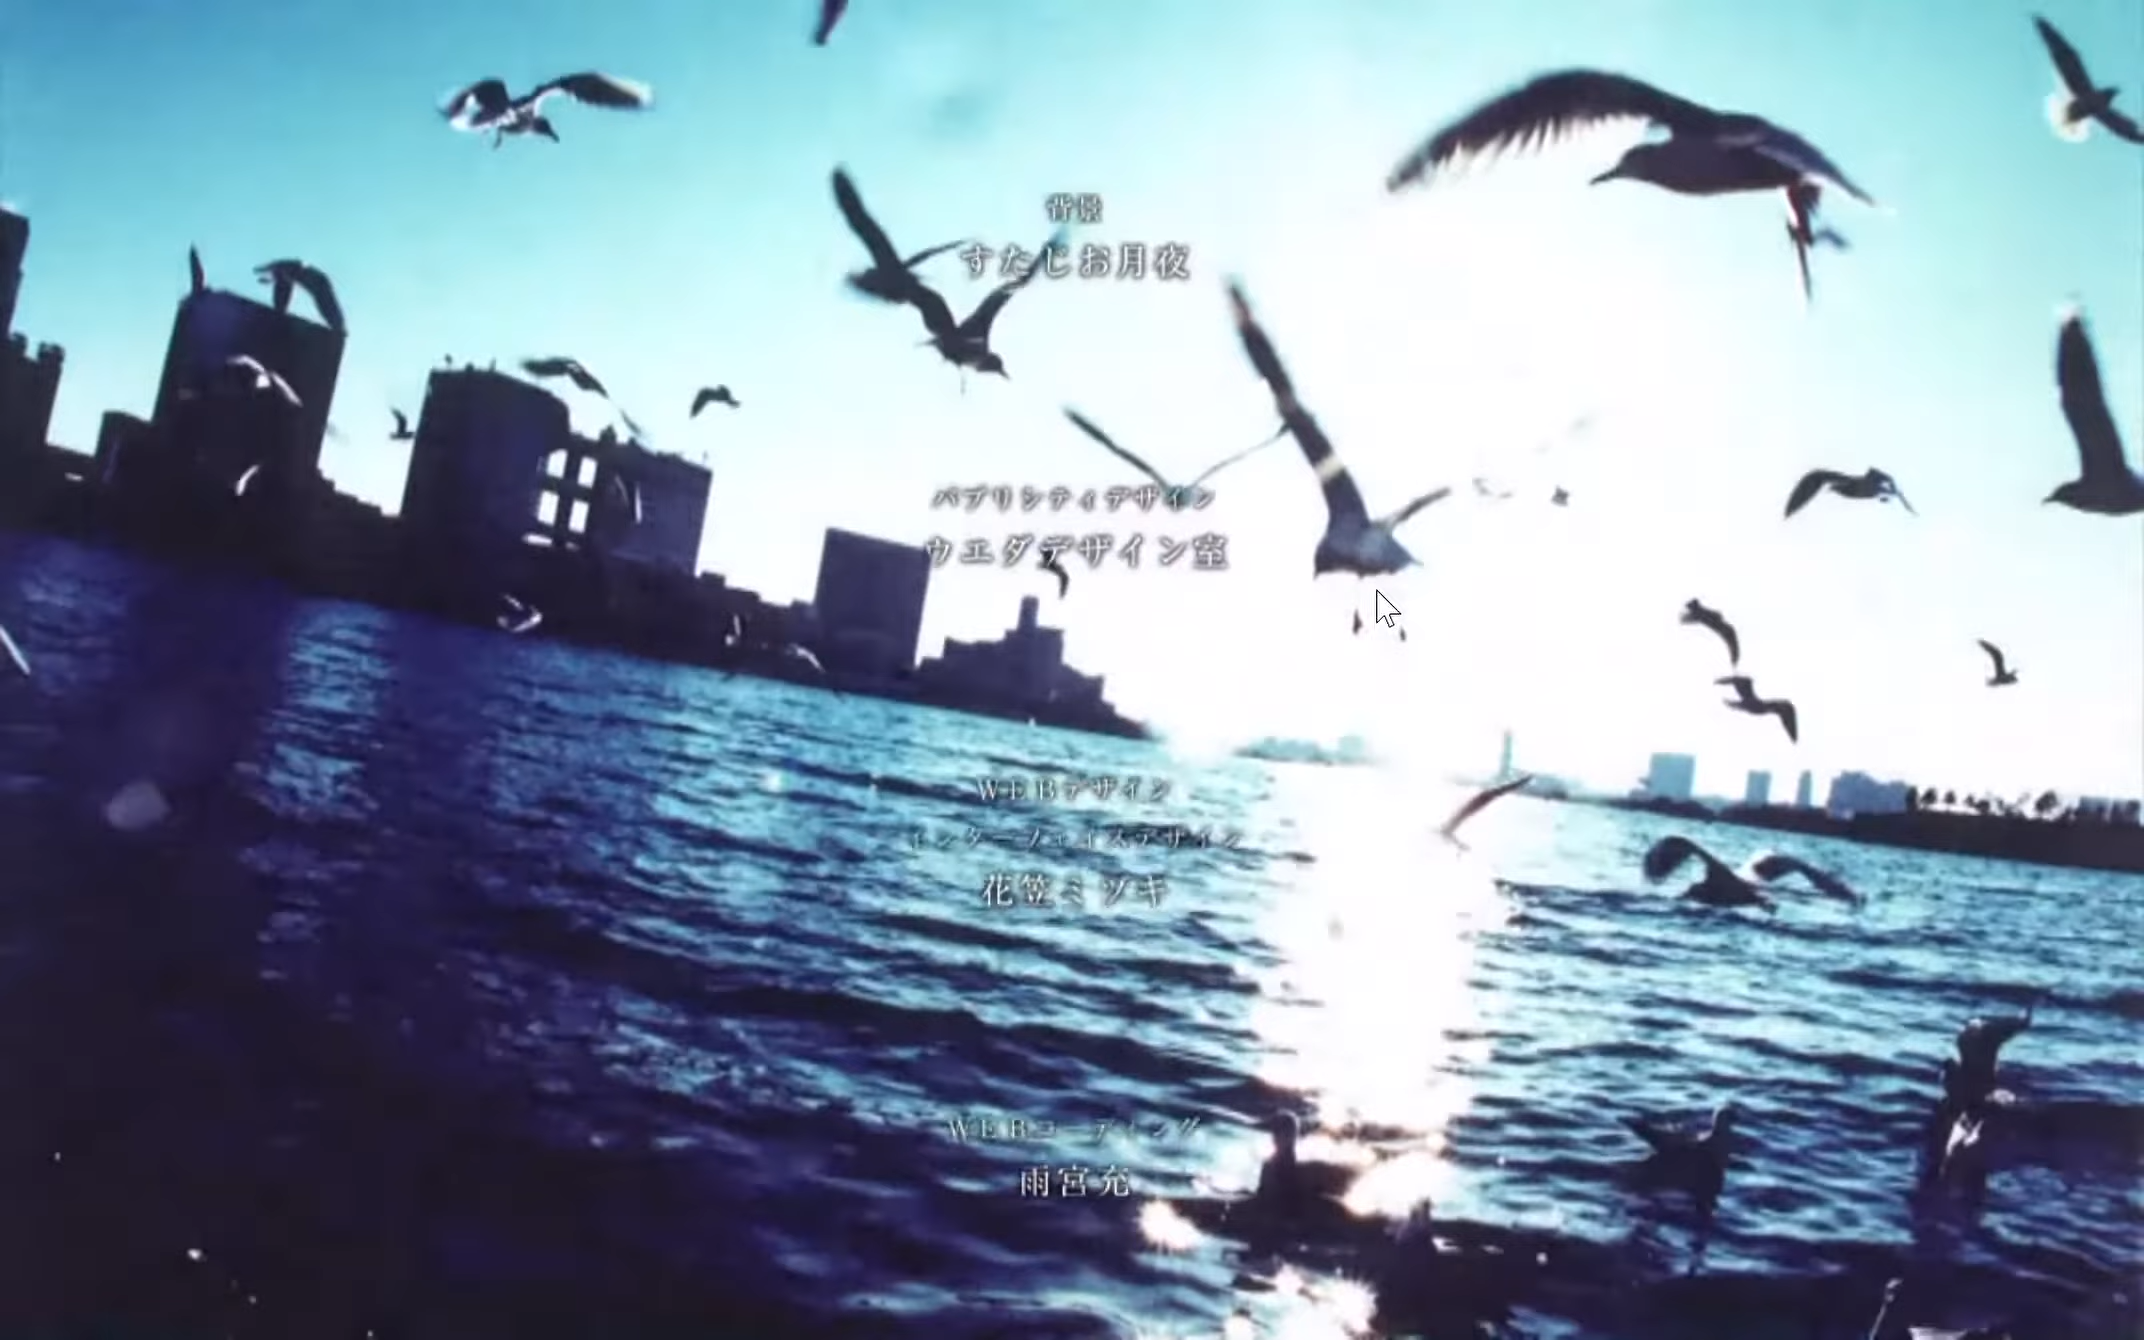 背景
すたじお月夜
パブリシティデザイン
ウエダデザイン室
WEBデザイン
インターフェイスデザイン
花笠ミツキ
WEBコーディング
雨宮充